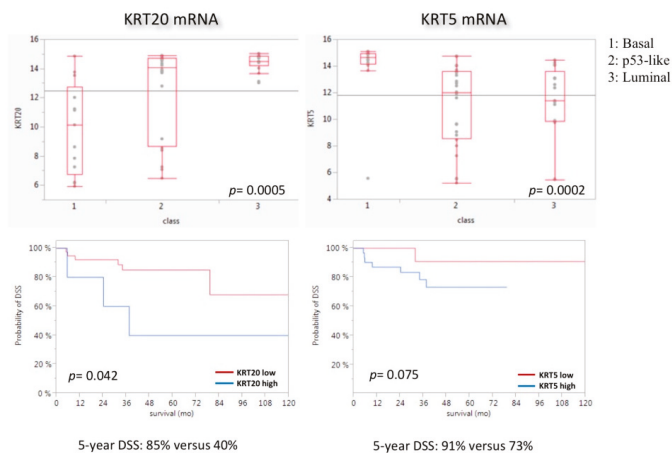 KRT20 mRNA
KRT5 mRNA
1: Basal
2: p53-like
3: Luminal
16
14
12
10
8
6
KRT20
1
2
3
class
p= 0.0005
16
14
12
10
8
6
4
KRT5
1
2
3
class
p= 0.0002
100 %
80 %
60 %
40 %
20 %
0 %
Probability of DSS
p= 0.042
KRT20 low
KRT20 high
0 12 24 36 48 60 72 84 96 108 120
survival (mo)
100 %
80 %
60 %
40 %
20 %
Probability of DSS
p= 0.075
KRT5 low
KRT5 high
0 12 24 36 48 60 72 84 96 108 120
survival (mo)
5-year DSS: 85% versus 40%
5-year DSS: 91% versus 73%